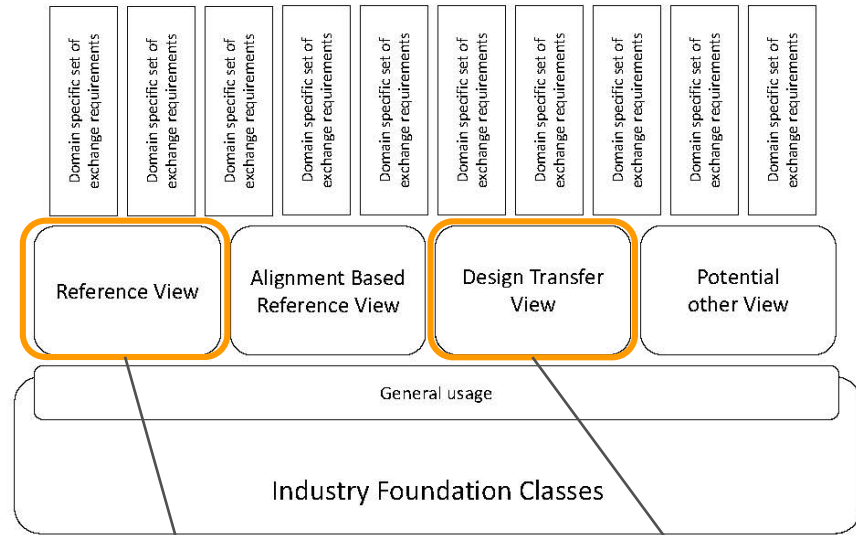 Domain specific set of
exchange requirements
Domain specific set of
exchange requirements
Domain specific set of
exchange requirements
Domain specific set of
exchange requirements
Domain specific set of
exchange requirements
Domain specific set of
exchange requirements
Domain specific set of
exchange requirements
Domain specific set of
exchange requirements
Domain specific set of
exchange requirements
Domain specific set of
exchange requirements
Reference View
Alignment Based
Reference View
Design Transfer
View
Potential
other View
General usage
Industry Foundation Classes